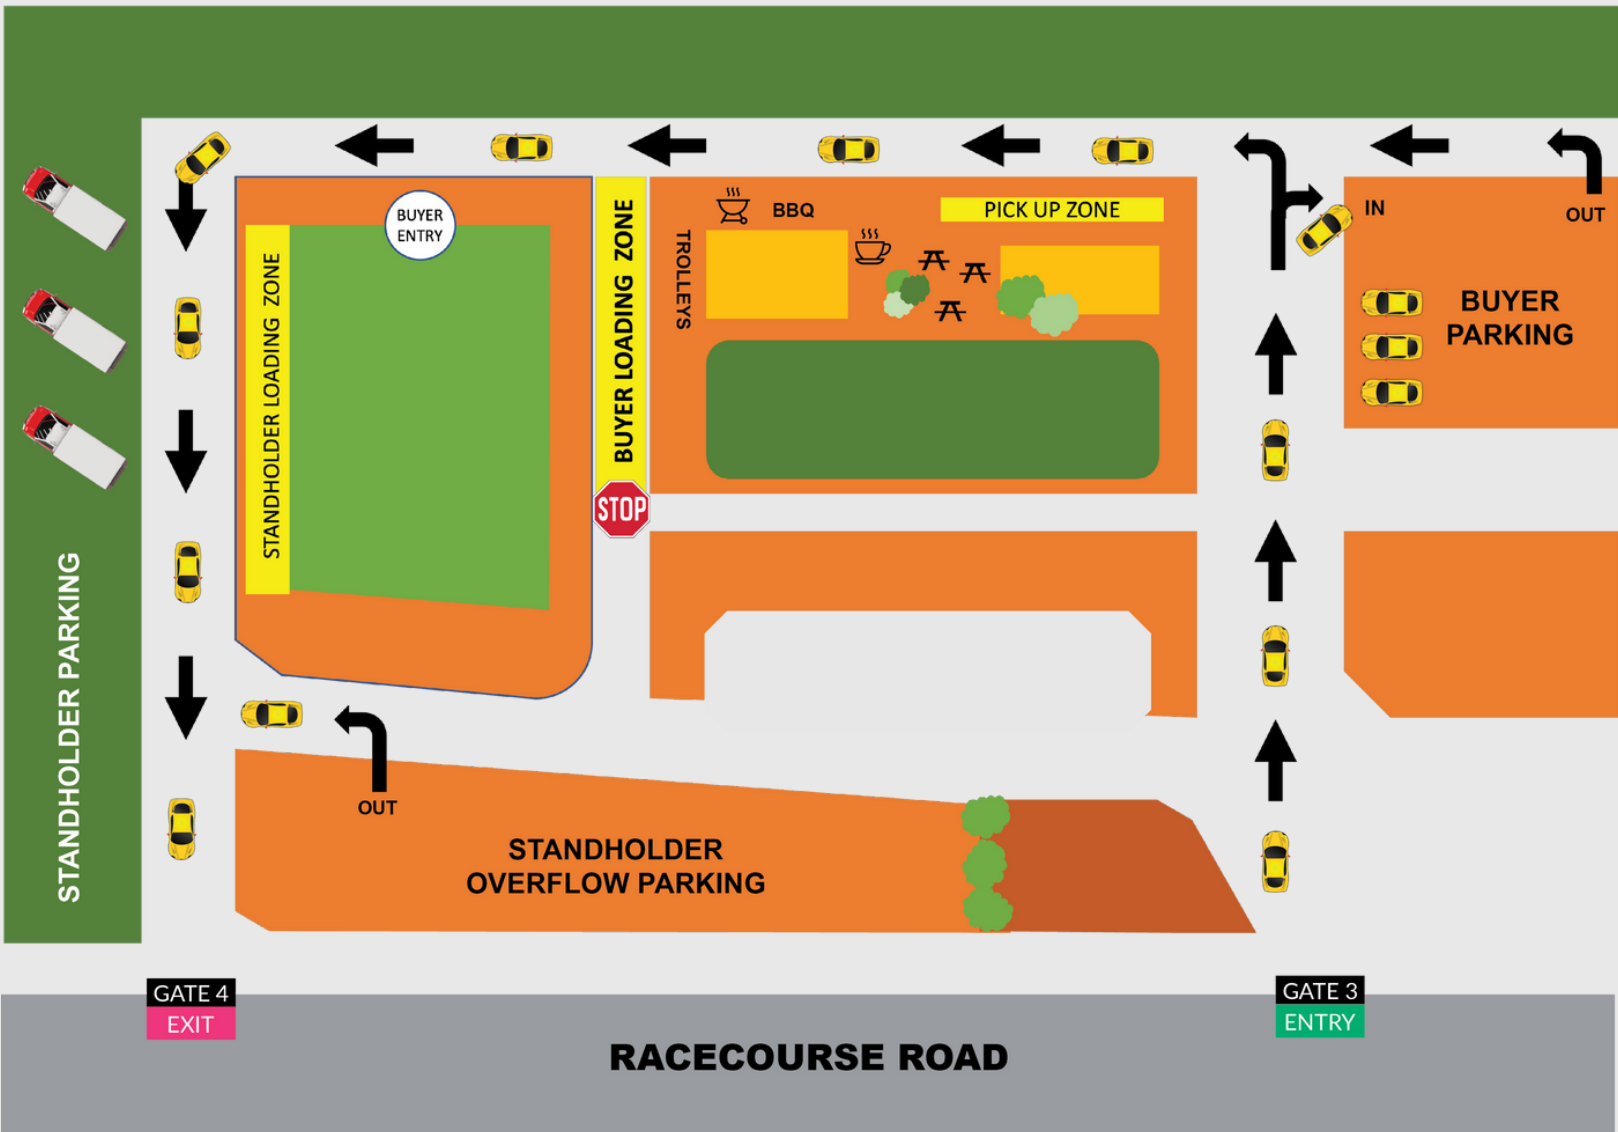 BUYER
ENTRY
BBQ
PICK UP ZONE
IN
OUT
TROLLEYS
BUYER LOADING ZONE
STANDHOLDER LOADING ZONE
BUYER
PARKING
STOP
STANDHOLDER PARKING
OUT
STANDHOLDER
OVERFLOW PARKING
GATE 4
EXIT
GATE 3
ENTRY
RACECOURSE ROAD